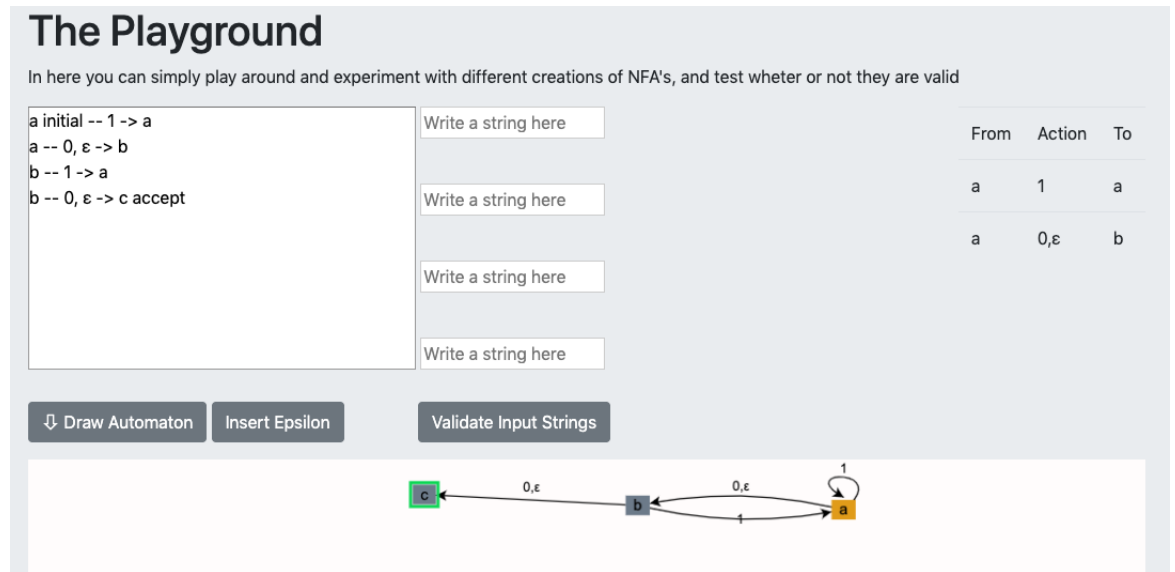 The Playground
In here you can simply play around and experiment with different creations of NFA's, and test wheter or not they are valid
a initial -- 1 -> a
a -- 0, ε -> b
b -- 1 -> a
b -- 0, ε -> c accept
Write a string here
Write a string here
Write a string here
Write a string here
From Action To
a 1 a
a 0,ε b
⇩ Draw Automaton Insert Epsilon Validate Input Strings
1
0,ε 0,ε
c b a
1